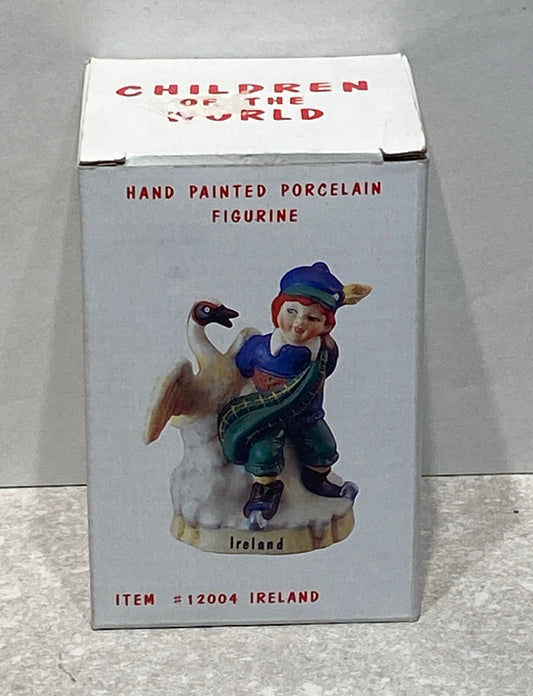 CHILDREN
OF THE
WORLD
HAND PAINTED PORCELAIN
FIGURINE
Ireland
ITEM #12004 IRELAND